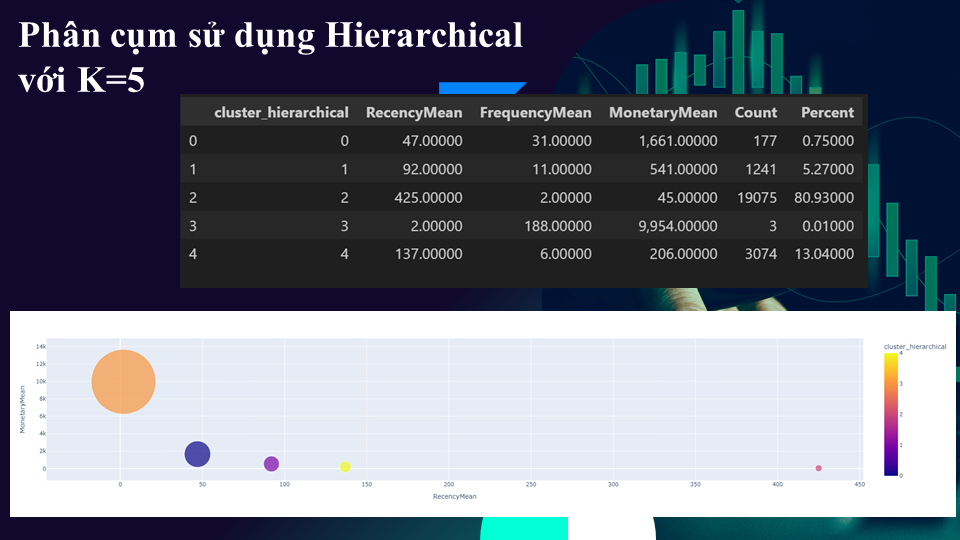 Phân cụm sử dụng Hierarchical
với K=5
cluster_hierarchical RecencyMean FrequencyMean MonetaryMean Count Percent
0 0 47.00000 31.00000 1,661.00000 177 0.75000
1 1 92.00000 11.00000 541.00000 1241 5.27000
2 2 425.00000 2.00000 45.00000 19075 80.93000
3 3 2.00000 188.00000 9,954.00000 3 0.01000
4 4 137.00000 6.00000 206.00000 3074 13.04000
cluster_hierarchical
14k
12k
10k
8k
6k
4k
2k
0
MonetaryMean
0 50 100 150 200 250 300 350 400 450
RecencyMean
4
3
2
1
0